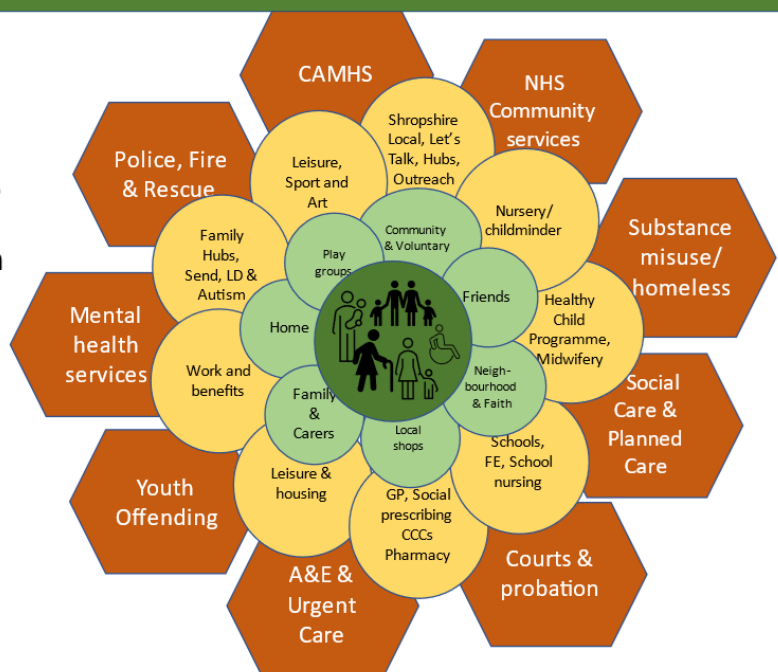 CAMHS
NHS
Community
services
Police, Fire
& Rescue
Substance
misuse/
homeless
Mental
health
services
Social
Care &
Planned
Care
Youth
Offending
Courts &
probation
A&E &
Urgent
Care
Shropshire
Local, Let's
Talk, Hubs,
Outreach
Leisure,
Sport and
Art
Nursery/
childminder
Family
Hubs,
Send, LD &
Autism
Healthy
Child
Programme,
Midwifery
Work and
benefits
Schools,
FE, School
nursing
Leisure &
housing
GP, Social
prescribing
CCCs
Pharmacy
Community
& Voluntary
Play
groups
Friends
Home
Neigh-
bourhood
& Faith
Family
&
Carers
Local
shops